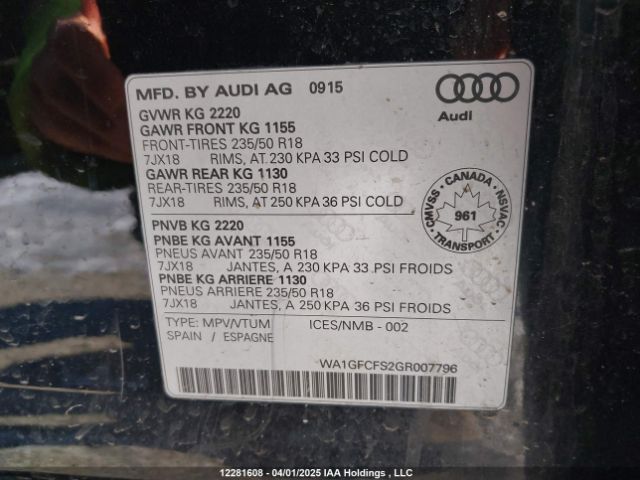 MFD. BY AUDI AG 0915
Audi
GVWR KG 2220
GAWR FRONT KG 1155
FRONT-TIRES 235/50 R18
7JX18 RIMS, AT 230 KPA 33 PSI COLD
GAWR REAR KG 1130
REAR-TIRES 235/50 R18
7JX18 RIMS, AT 250 KPA 36 PSI COLD
CANADA
CMVSS 961 NSVAC
TRANSPORT
PNVB KG 2220
PNBE KG AVANT 1155
PNEUS AVANT 235/50 R18
7JX18 JANTES, A 230 KPA 33 PSI FROIDS
PNBE KG ARRIERE 1130
PNEUS ARRIERE 235/50 R18
7JX18 JANTES, A 250 KPA 36 PSI FROIDS
TYPE: MPV/VTUM ICES/NMB - 002
SPAIN / ESPAGNE
WA1GFCFS2GR007796
12281608 - 04/01/2025 IAA Holdings , LLC